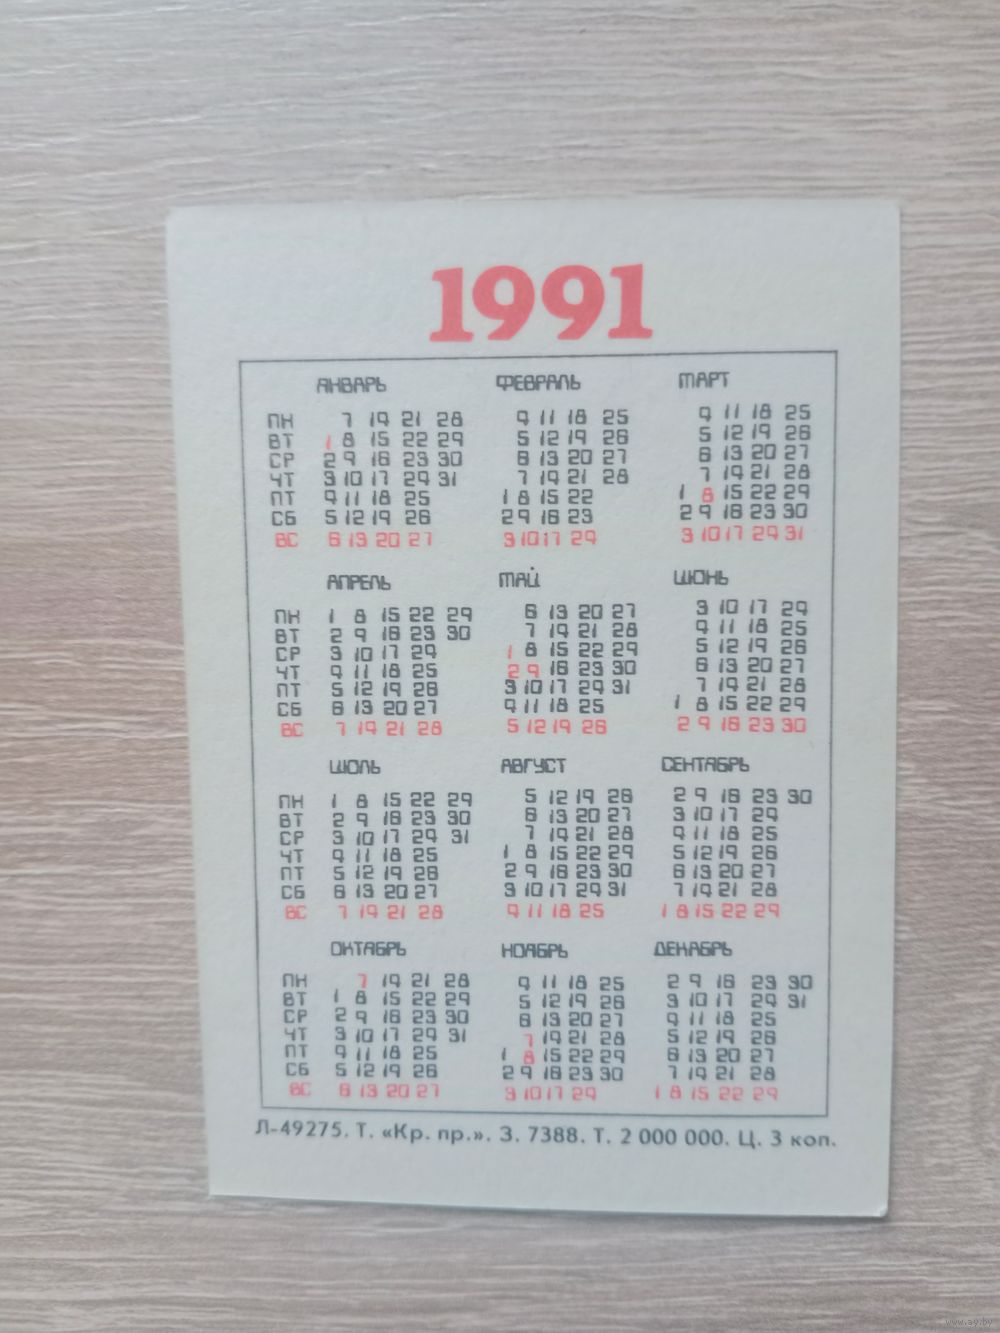 1991
ЯНВАРЬ ФЕВРАЛЬ МАРТ
ПН 7 14 21 28 4 11 18 25 4 11 18 25
ВТ 1 8 15 22 29 5 12 19 26 5 12 19 26
СР 2 9 16 23 30 6 13 20 27 6 13 20 27
ЧТ 3 10 17 24 31 7 14 21 28 7 14 21 28
ПТ 4 11 18 25 1 8 15 22 1 8 15 22 29
СБ 5 12 19 26 2 9 16 23 2 9 16 23 30
ВС 6 13 20 27 3 10 17 24 3 10 17 24 31
АПРЕЛЬ МАЙ ИЮНЬ
ПН 1 8 15 22 29 6 13 20 27 3 10 17 24
ВТ 2 9 16 23 30 7 14 21 28 4 11 18 25
СР 3 10 17 24 1 8 15 22 29 5 12 19 26
ЧТ 4 11 18 25 2 9 16 23 30 6 13 20 27
ПТ 5 12 19 26 3 10 17 24 31 7 14 21 28
СБ 6 13 20 27 4 11 18 25 1 8 15 22 29
ВС 7 14 21 28 5 12 19 26 2 9 16 23 30
ИЮЛЬ АВГУСТ СЕНТЯБРЬ
ПН 1 8 15 22 29 5 12 19 26 2 9 16 23 30
ВТ 2 9 16 23 30 6 13 20 27 3 10 17 24
СР 3 10 17 24 31 7 14 21 28 4 11 18 25
ЧТ 4 11 18 25 1 8 15 22 29 5 12 19 26
ПТ 5 12 19 26 2 9 16 23 30 6 13 20 27
СБ 6 13 20 27 3 10 17 24 31 7 14 21 28
ВС 7 14 21 28 4 11 18 25 1 8 15 22 29
ОКТЯБРЬ НОЯБРЬ ДЕКАБРЬ
ПН 7 14 21 28 4 11 18 25 2 9 16 23 30
ВТ 1 8 15 22 29 5 12 19 26 3 10 17 24 31
СР 2 9 16 23 30 6 13 20 27 4 11 18 25
ЧТ 3 10 17 24 31 7 14 21 28 5 12 19 26
ПТ 4 11 18 25 1 8 15 22 29 6 13 20 27
СБ 5 12 19 26 2 9 16 23 30 7 14 21 28
ВС 6 13 20 27 3 10 17 24 1 8 15 22 29
Л-49275. Т. «Кр. пр.». З. 7388. Т. 2 000 000. Ц. 3 коп.
www.ay.by